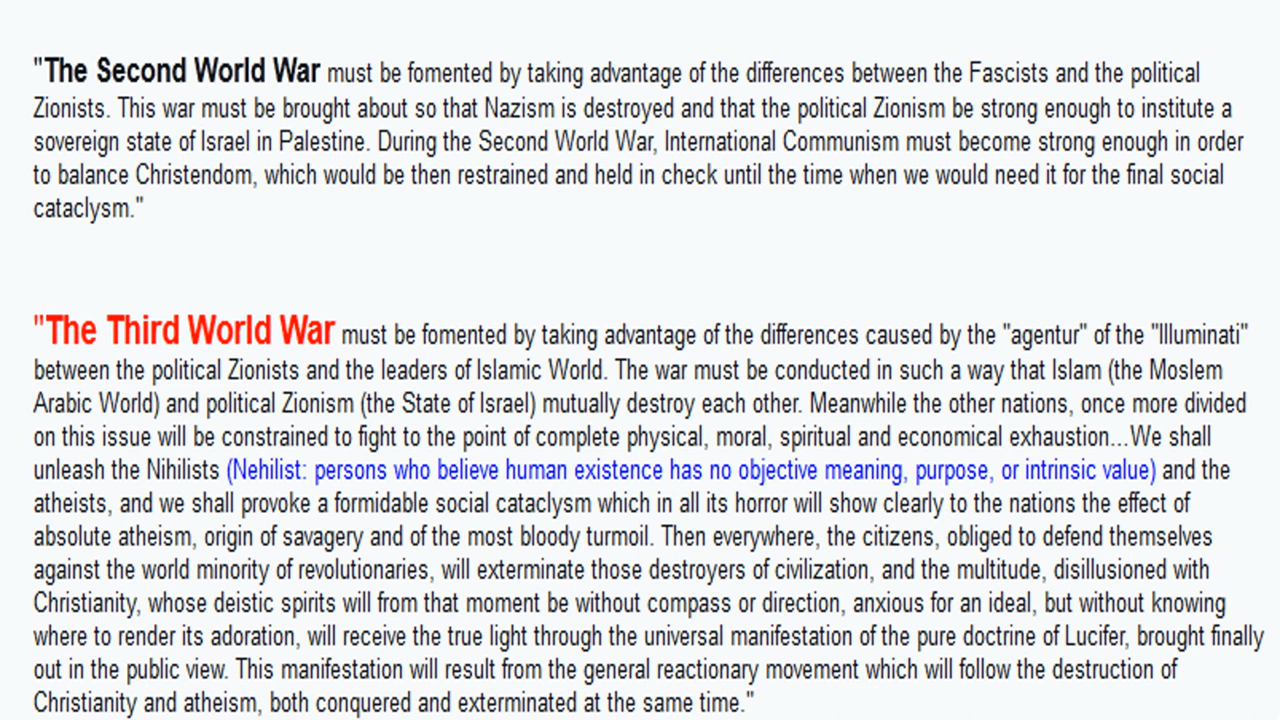 "The Second World War must be fomented by taking advantage of the differences between the Fascists and the political
Zionists. This war must be brought about so that Nazism is destroyed and that the political Zionism be strong enough to institute a
sovereign state of Israel in Palestine. During the Second World War, International Communism must become strong enough in order
to balance Christendom, which would be then restrained and held in check until the time when we would need it for the final social
cataclysm."
"The Third World War must be fomented by taking advantage of the differences caused by the "agentur" of the "Illuminati"
between the political Zionists and the leaders of Islamic World. The war must be conducted in such a way that Islam (the Moslem
Arabic World) and political Zionism (the State of Israel) mutually destroy each other. Meanwhile the other nations, once more divided
on this issue will be constrained to fight to the point of complete physical, moral, spiritual and economical exhaustion...We shall
unleash the Nihilists (Nehilist: persons who believe human existence has no objective meaning, purpose, or intrinsic value) and the
atheists, and we shall provoke a formidable social cataclysm which in all its horror will show clearly to the nations the effect of
absolute atheism, origin of savagery and of the most bloody turmoil. Then everywhere, the citizens, obliged to defend themselves
against the world minority of revolutionaries, will exterminate those destroyers of civilization, and the multitude, disillusioned with
Christianity, whose deistic spirits will from that moment be without compass or direction, anxious for an ideal, but without knowing
where to render its adoration, will receive the true light through the universal manifestation of the pure doctrine of Lucifer, brought finally
out in the public view. This manifestation will result from the general reactionary movement which will follow the destruction of
Christianity and atheism, both conquered and exterminated at the same time."